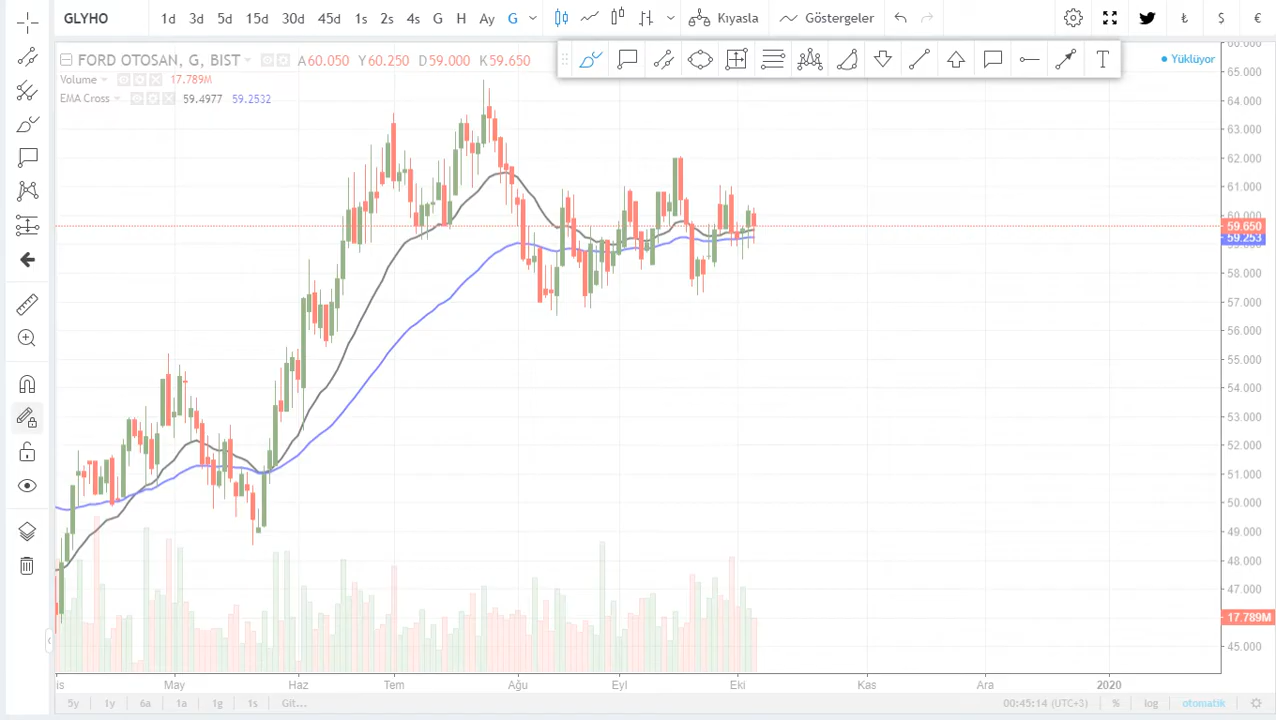 GLYHO 1d 3d 5d 15d 30d 45d 1s 2s 4s G H Ay G Kıyasla Göstergeler ₺ $ €
FORD OTOSAN, G, BIST A60.050 Y60.250 D59.000 K59.650
Yüklüyor
Volume 17.789M
EMA Cross 59.4977 59.2532
65.000
64.000
63.000
62.000
61.000
60.000
59.650
59.253
58.000
57.000
56.000
55.000
54.000
53.000
52.000
51.000
50.000
49.000
48.000
47.000
17.789M
45.000
is May Haz Tem Ağu Eyl Eki Kas Ara 2020
5y 1y 6a 1a 1g 1s Git... 00:45:14 (UTC+3) % log otomatik